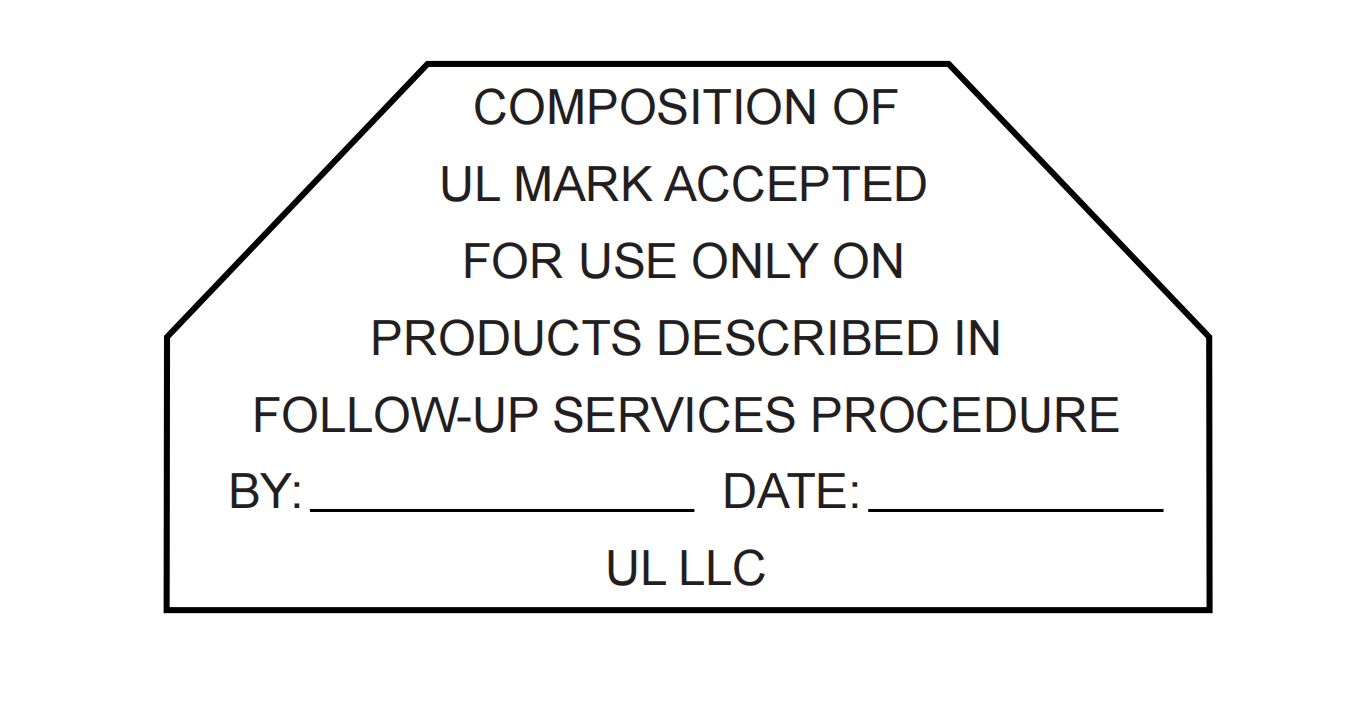 COMPOSITION OF
UL MARK ACCEPTED
FOR USE ONLY ON
PRODUCTS DESCRIBED IN
FOLLOW-UP SERVICES PROCEDURE
BY:________________ DATE:____________
UL LLC